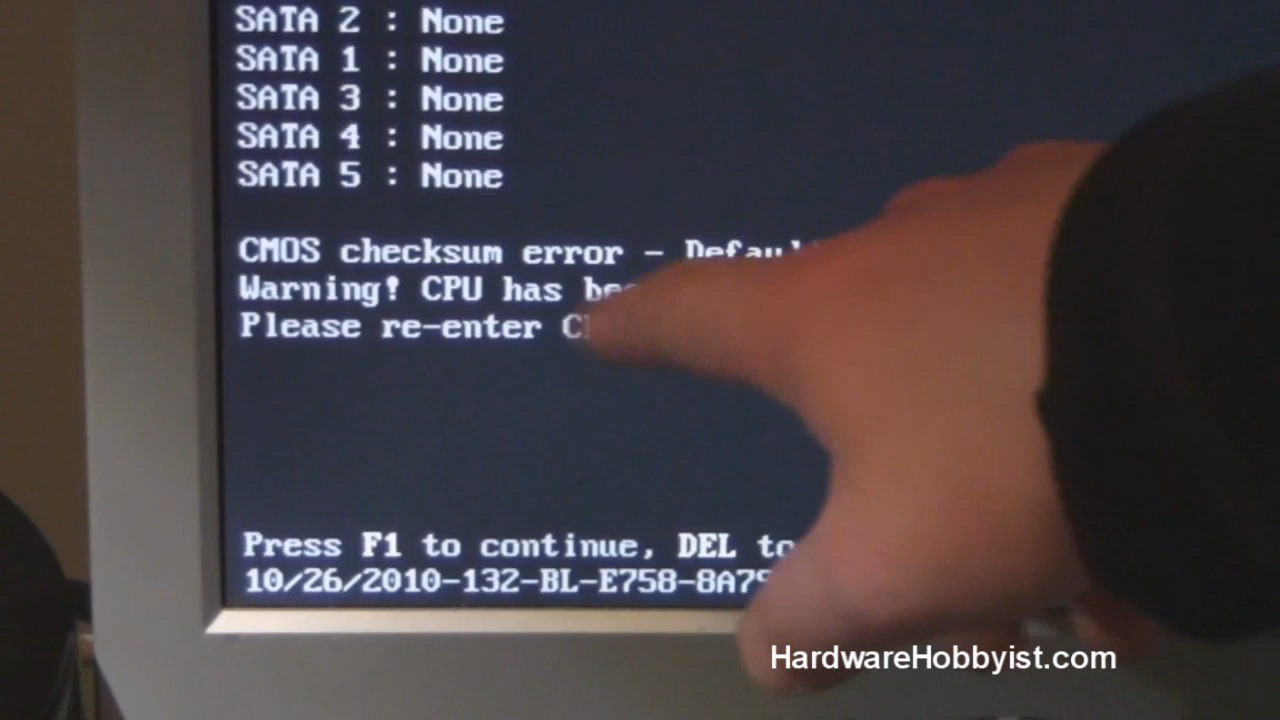 SATA 2 : None
SATA 1 : None
SATA 3 : None
SATA 4 : None
SATA 5 : None
CMOS checksum error -
Warning! CPU has
Please re-enter
Press F1 to continue, DEL to
10/26/2010-132-BL-E758-8A79
HardwareHobbyist.com